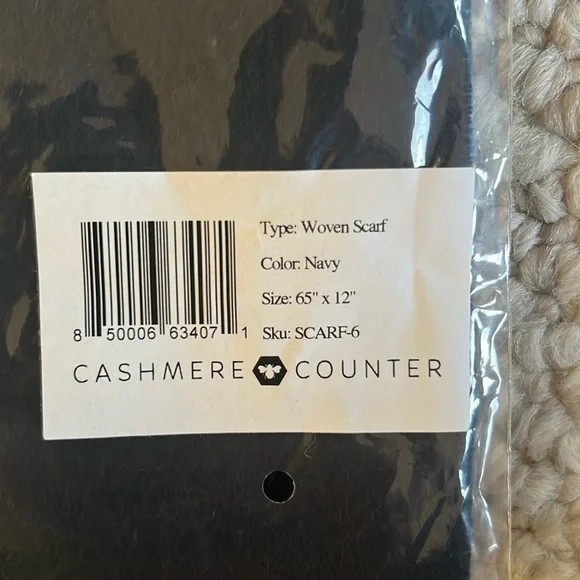 Type: Woven Scarf
Color: Navy
Size: 65" x 12"
Sku: SCARF-6
8 50006 63407 1
CASHMERE COUNTER